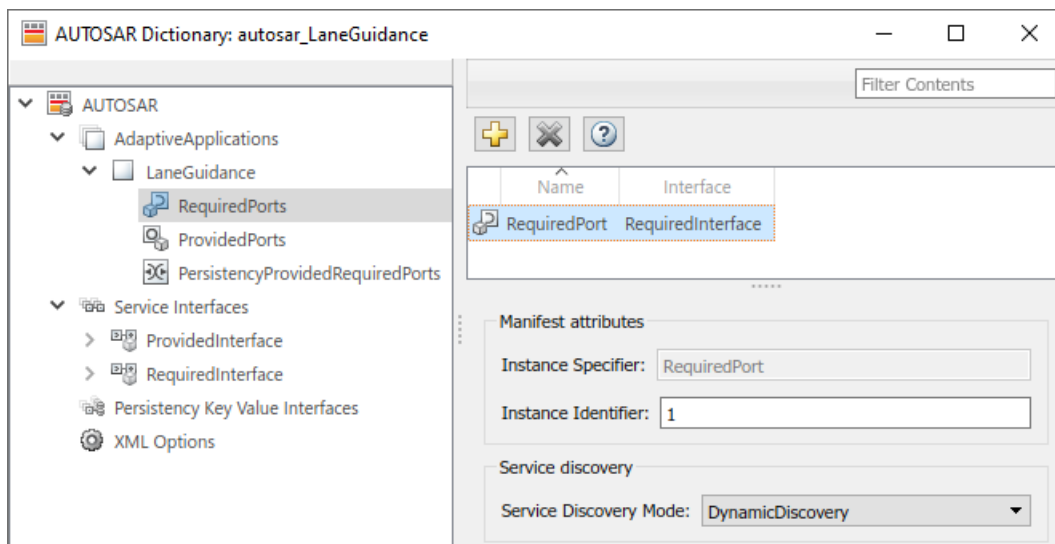 AUTOSAR Dictionary: autosar_LaneGuidance
Filter Contents
AUTOSAR
AdaptiveApplications
LaneGuidance
RequiredPorts
ProvidedPorts
PersistencyProvidedRequiredPorts
Service Interfaces
ProvidedInterface
RequiredInterface
Persistency Key Value Interfaces
XML Options
Name Interface
RequiredPort RequiredInterface
Manifest attributes
Instance Specifier: RequiredPort
Instance Identifier: 1
Service discovery
Service Discovery Mode: DynamicDiscovery